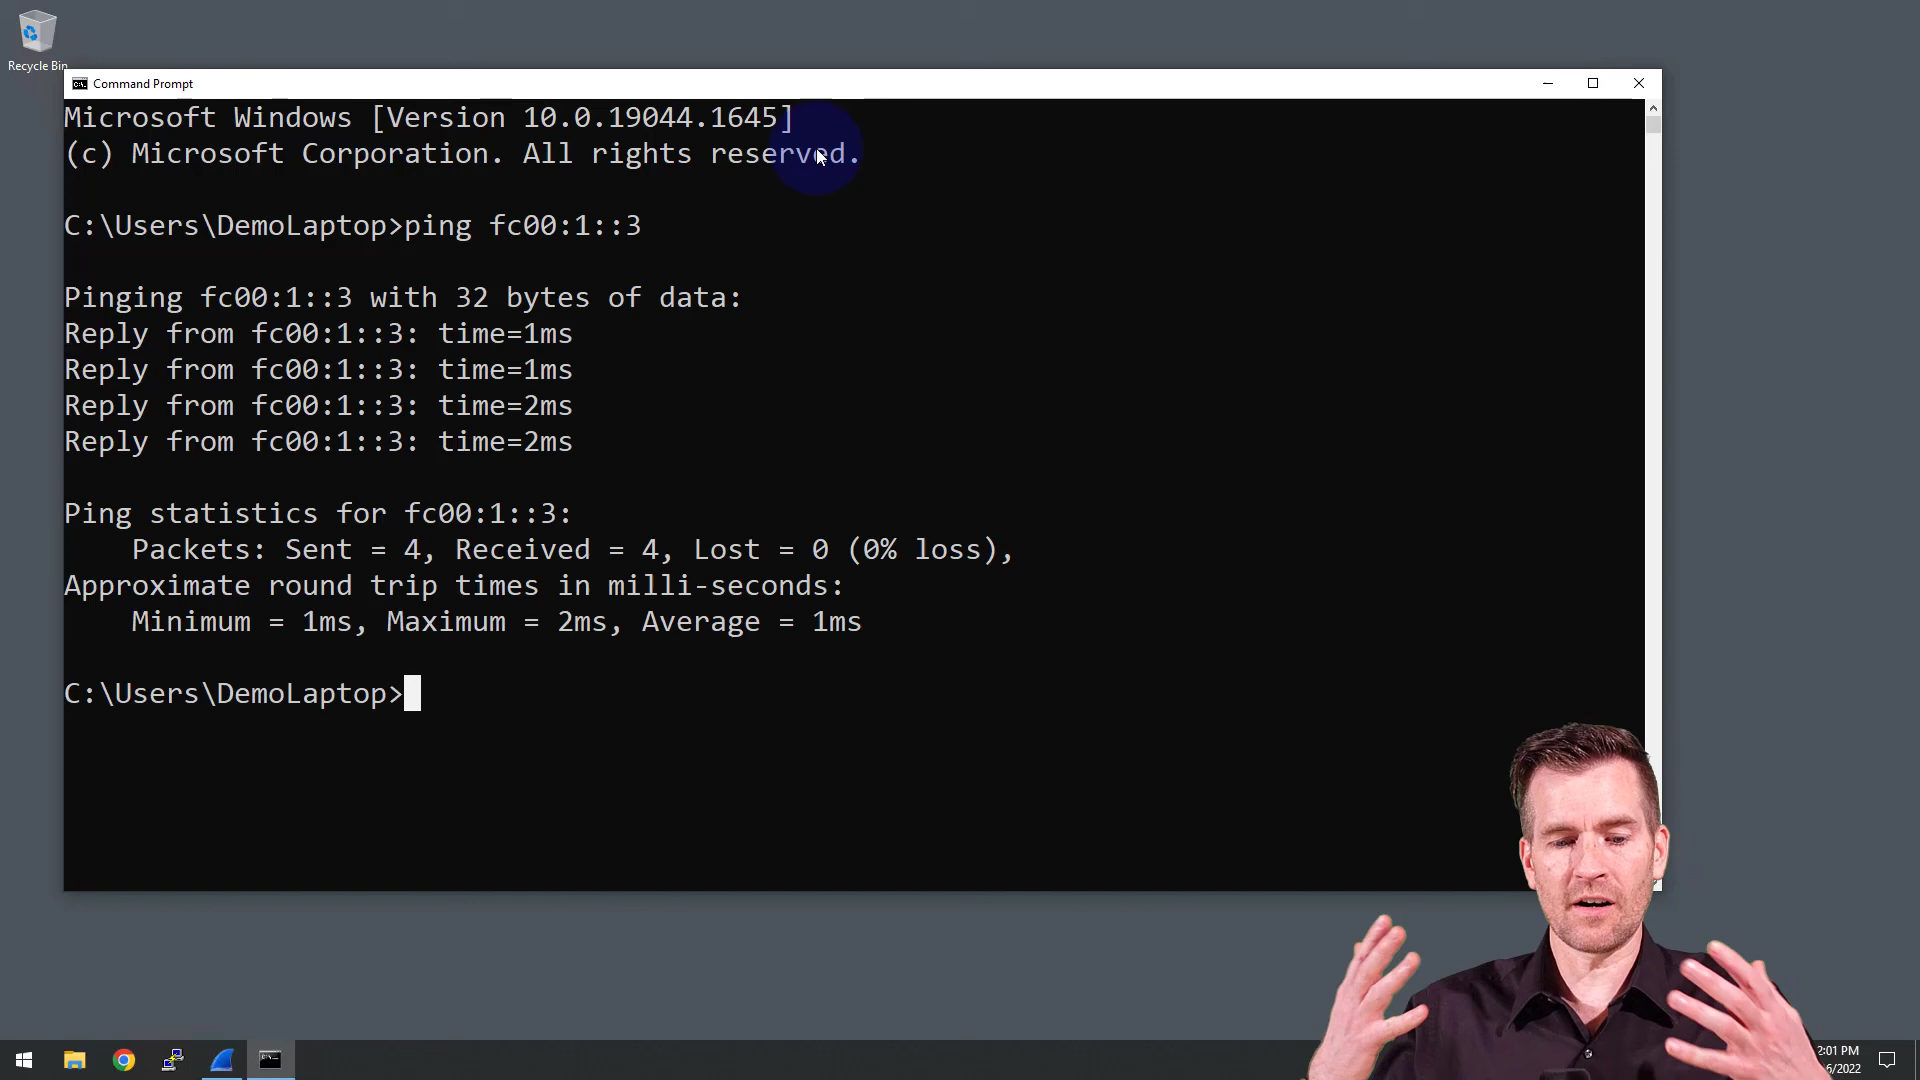 Recycle Bin
Command Prompt
Microsoft Windows [Version 10.0.19044.1645]
(c) Microsoft Corporation. All rights reserved.
C:\Users\DemoLaptop>ping fc00:1::3
Pinging fc00:1::3 with 32 bytes of data:
Reply from fc00:1::3: time=1ms
Reply from fc00:1::3: time=1ms
Reply from fc00:1::3: time=2ms
Reply from fc00:1::3: time=2ms
Ping statistics for fc00:1::3:
Packets: Sent = 4, Received = 4, Lost = 0 (0% loss),
Approximate round trip times in milli-seconds:
Minimum = 1ms, Maximum = 2ms, Average = 1ms
C:\Users\DemoLaptop>
2:01 PM
6/2022